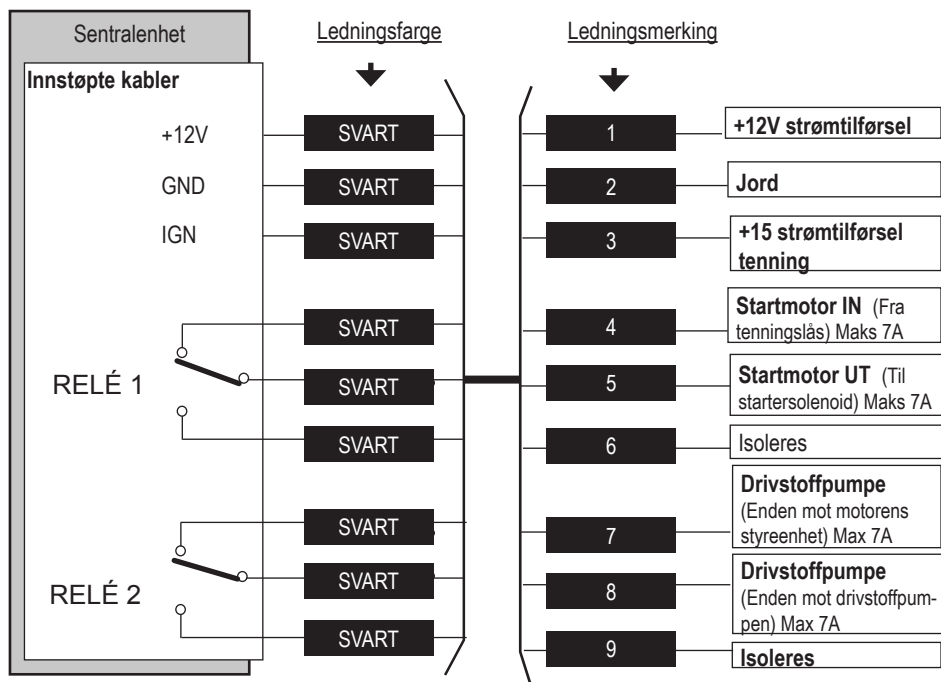 Sentralenhet
Ledningsfarge
Ledningsmerking
Innstøpte kabler
+12V
SVART
1
+12V strømtilførsel
GND
SVART
2
Jord
IGN
SVART
3
+15 strømtilførsel
tenning
RELÉ 1
SVART
4
Startmotor IN (Fra
tenningslås) Maks 7A
SVART
5
Startmotor UT (Til
startersolenoid) Maks 7A
SVART
6
Isoleres
RELÉ 2
SVART
7
Drivstoffpumpe
(Enden mot motorens
styreenhet) Max 7A
SVART
8
Drivstoffpumpe
(Enden mot drivstoffpum-
pen) Max 7A
SVART
9
Isoleres